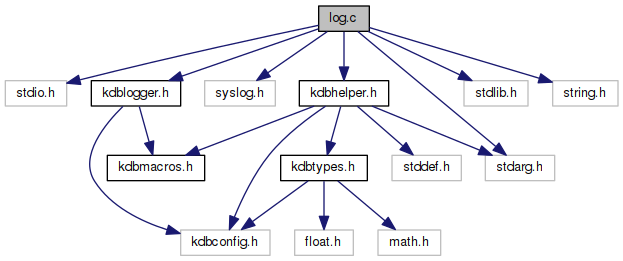 log.c
stdio.h
kdblogger.h
syslog.h
kdbhelper.h
stdlib.h
string.h
kdbmacros.h
kdbtypes.h
stddef.h
stdarg.h
kdbconfig.h
float.h
math.h